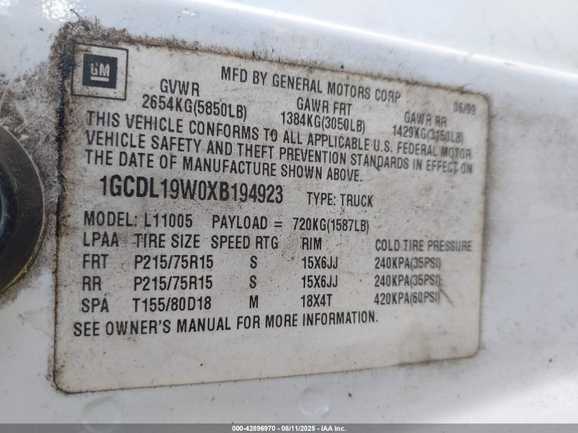 GM
MFD BY GENERAL MOTORS CORP 06/99
GVWR GAWR FRT GAWR RR
2654KG(5850LB) 1384KG(3050LB) 1429KG(3150LB)
THIS VEHICLE CONFORMS TO ALL APPLICABLE U.S. FEDERAL MOTOR
VEHICLE SAFETY AND THEFT PREVENTION STANDARDS IN EFFECT ON
THE DATE OF MANUFACTURE SHOWN ABOVE.
1GCDL19W0XB194923 TYPE: TRUCK
MODEL: L11005 PAYLOAD = 720KG(1587LB)
LPAA TIRE SIZE SPEED RTG RIM COLD TIRE PRESSURE
FRT P215/75R15 S 15X6JJ 240KPA(35PSI)
RR P215/75R15 S 15X6JJ 240KPA(35PSI)
SPA T155/80D18 M 18X4T 420KPA(60PSI)
SEE OWNER'S MANUAL FOR MORE INFORMATION.
000-42896970 - 08/11/2025 - IAA Inc.